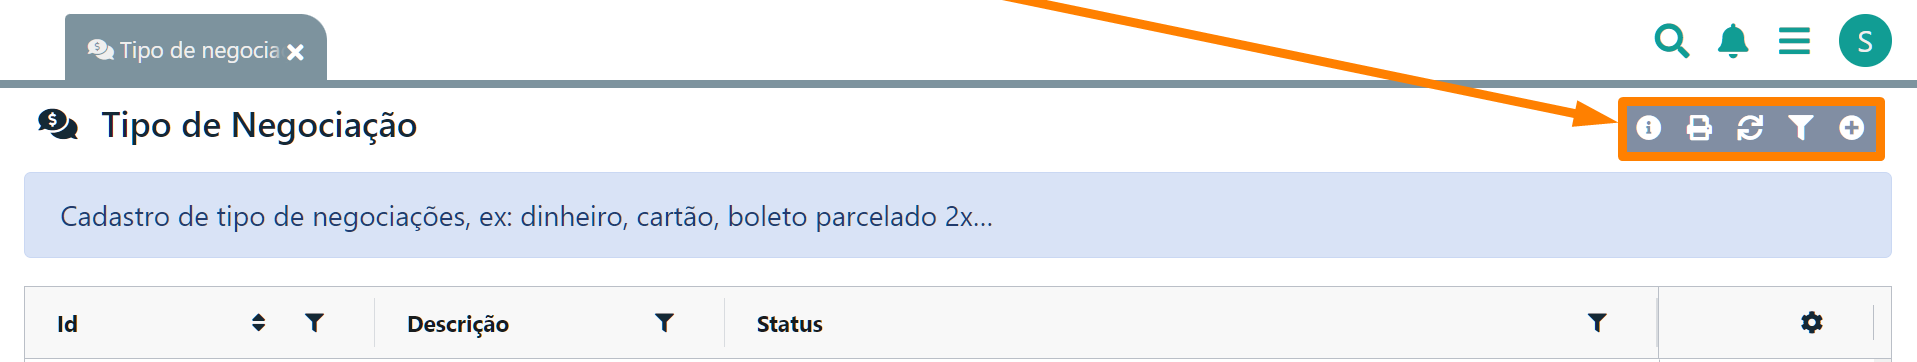 Tipo de negocia
S
Tipo de Negociação
Cadastro de tipo de negociações, ex: dinheiro, cartão, boleto parcelado 2x...
Id Descrição Status